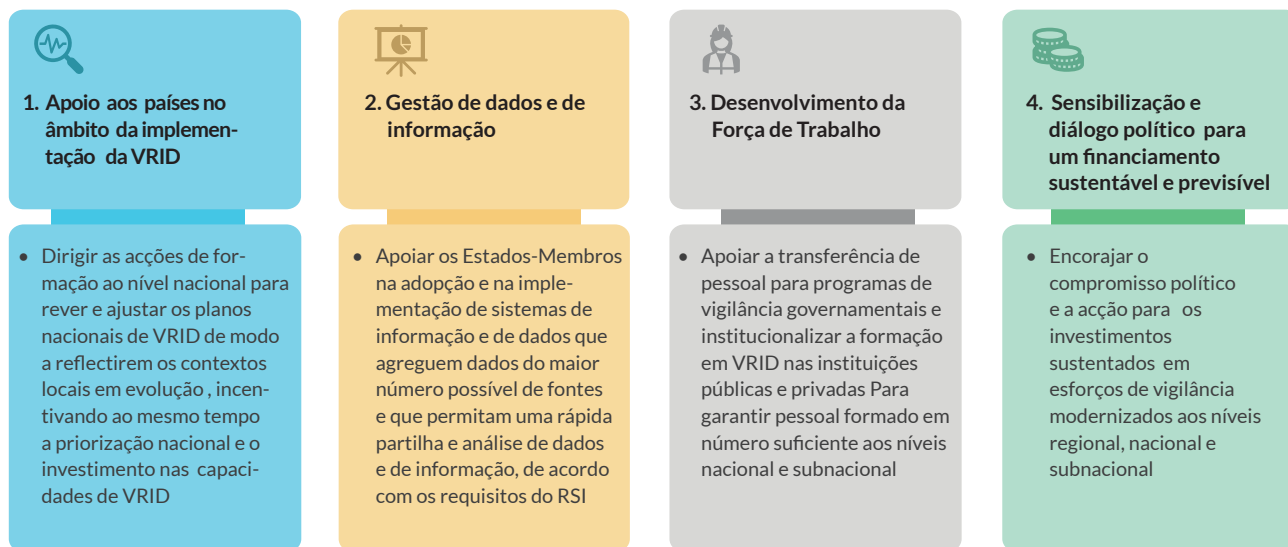 1. Apoio aos países no
âmbito da implemen-
tação da VRID
• Dirigir as acções de for-
mação ao nível nacional para
rever e ajustar os planos
nacionais de VRID de modo
a reflectirem os contextos
locais em evolução , incen-
tivando ao mesmo tempo
a priorização nacional e o
investimento nas capaci-
dades de VRID
2. Gestão de dados e de
informação
• Apoiar os Estados-Membros
na adopção e na imple-
mentação de sistemas de
informação e de dados que
agreguem dados do maior
número possível de fontes
e que permitam uma rápida
partilha e análise de dados
e de informação, de acordo
com os requisitos do RSI
3. Desenvolvimento da
Força de Trabalho
• Apoiar a transferência de
pessoal para programas de
vigilância governamentais e
institucionalizar a formação
em VRID nas instituições
públicas e privadas Para
garantir pessoal formado em
número suficiente aos níveis
nacional e subnacional
4. Sensibilização e
diálogo político para
um financiamento
sustentável e previsível
• Encorajar o
compromisso político
e a acção para os
investimentos
sustentados em
esforços de vigilância
modernizados aos níveis
regional, nacional e
subnacional